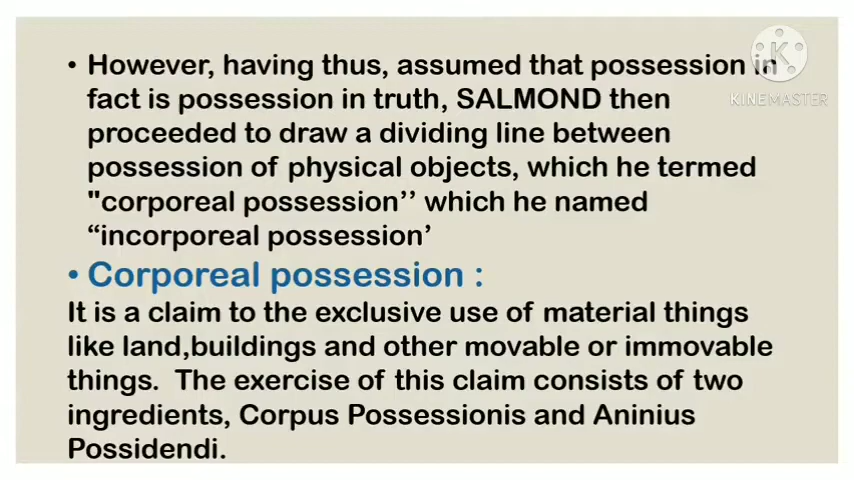 • However, having thus, assumed that possession in
fact is possession in truth, SALMOND then
proceeded to draw a dividing line between
possession of physical objects, which he termed
"corporeal possession’’ which he named
“incorporeal possession’
• Corporeal possession :
It is a claim to the exclusive use of material things
like land,buildings and other movable or immovable
things. The exercise of this claim consists of two
ingredients, Corpus Possessionis and Aninius
Possidendi.
K
KINEMASTER